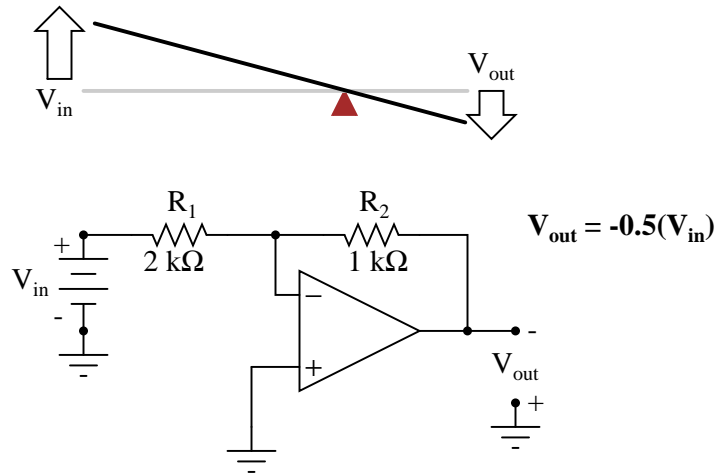 V_out
V_in
R_1
R_2
V_out = -0.5(V_in)
+
2 kΩ
1 kΩ
V_in
-
−
-
+
V_out
+